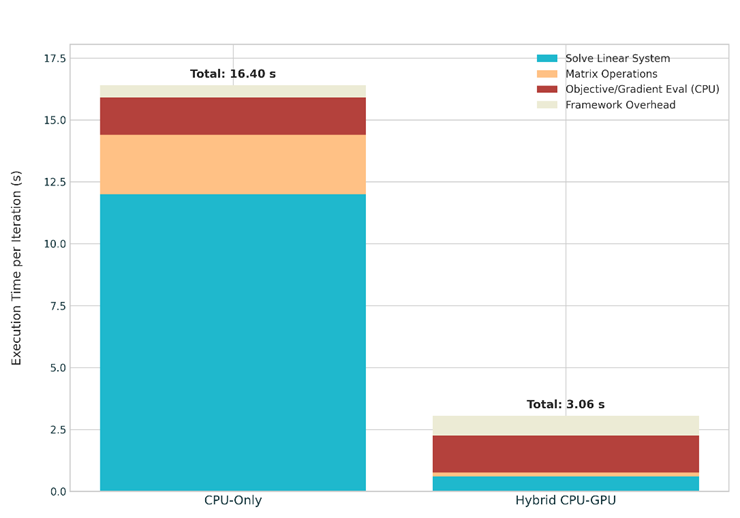 Solve Linear System
Matrix Operations
Objective/Gradient Eval (CPU)
Framework Overhead
Execution Time per Iteration (s)
17.5
15.0
12.5
10.0
7.5
5.0
2.5
0.0
Total: 16.40 s
Total: 3.06 s
CPU-Only
Hybrid CPU-GPU